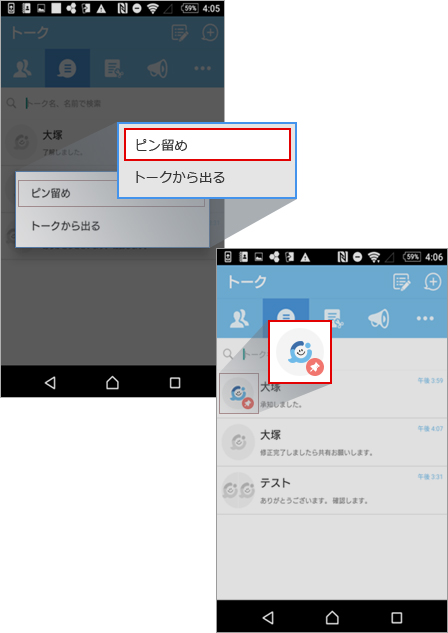 59% 4:05
トーク
トーク名、名前で検索
大塚
了解しました。
ピン留め
トークから出る
ピン留め
トークから出る
59% 4:06
トーク
トーク
大塚
午後 3:59
承知しました。
大塚
午後 4:07
修正完了しましたら共有お願いします。
テスト
午後 3:31
ありがとうございます。 確認します。